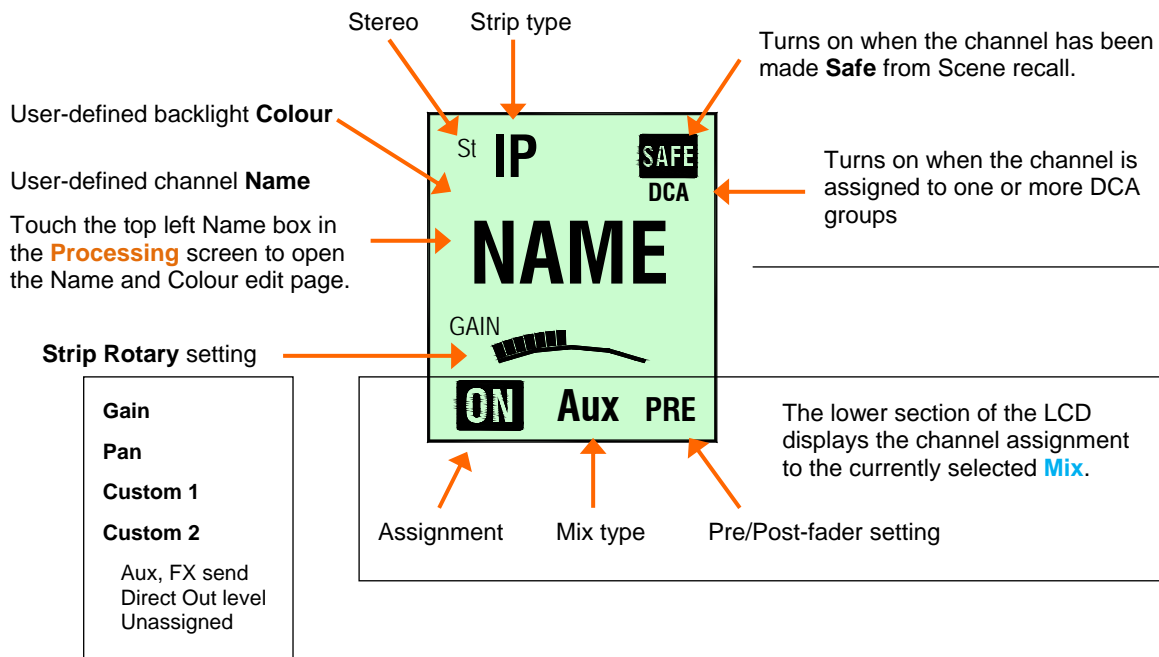 Stereo
Strip type
Turns on when the channel has been
made Safe from Scene recall.
User-defined backlight Colour
User-defined channel Name
Touch the top left Name box in
the Processing screen to open
the Name and Colour edit page.
St
IP
SAFE
DCA
Turns on when the channel is
assigned to one or more DCA
groups
NAME
GAIN
Strip Rotary setting
Gain
Pan
Custom 1
Custom 2
Aux, FX send
Direct Out level
Unassigned
ON
Aux
PRE
The lower section of the LCD
displays the channel assignment
to the currently selected Mix.
Assignment
Mix type
Pre/Post-fader setting